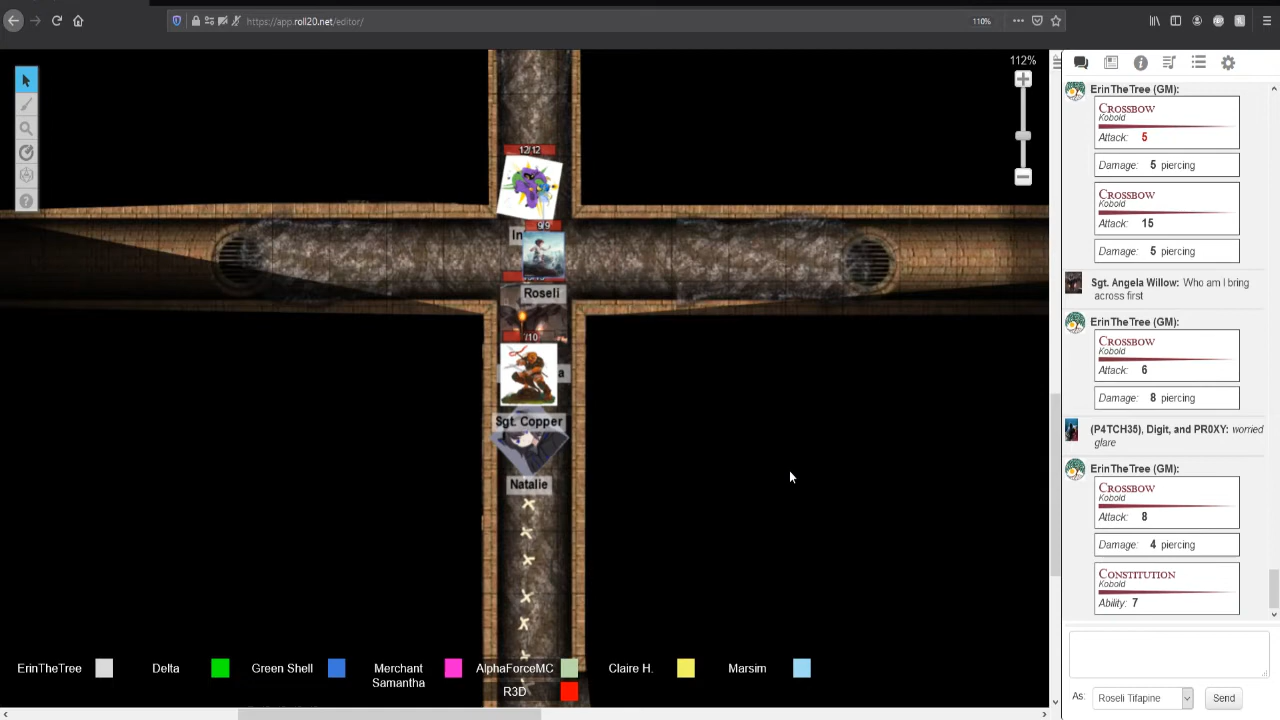 https://app.roll20.net/editor/
110%
112%
12/12
In
9/9
Roseli
/10
a
Sgt. Copper
Natalie
ErinTheTree
Delta
Green Shell
Merchant
Samantha
AlphaForceMC
R3D
Claire H.
Marsim
ErinTheTree (GM):
CROSSBOW
Kobold
Attack: 5
Damage: 5 piercing
CROSSBOW
Kobold
Attack: 15
Damage: 5 piercing
Sgt. Angela Willow: Who am I bring
across first
ErinTheTree (GM):
CROSSBOW
Kobold
Attack: 6
Damage: 8 piercing
(P4TCH35), Digit, and PR0XY: worried
glare
ErinTheTree (GM):
CROSSBOW
Kobold
Attack: 8
Damage: 4 piercing
CONSTITUTION
Kobold
Ability: 7
As: Roseli Tifapine Send